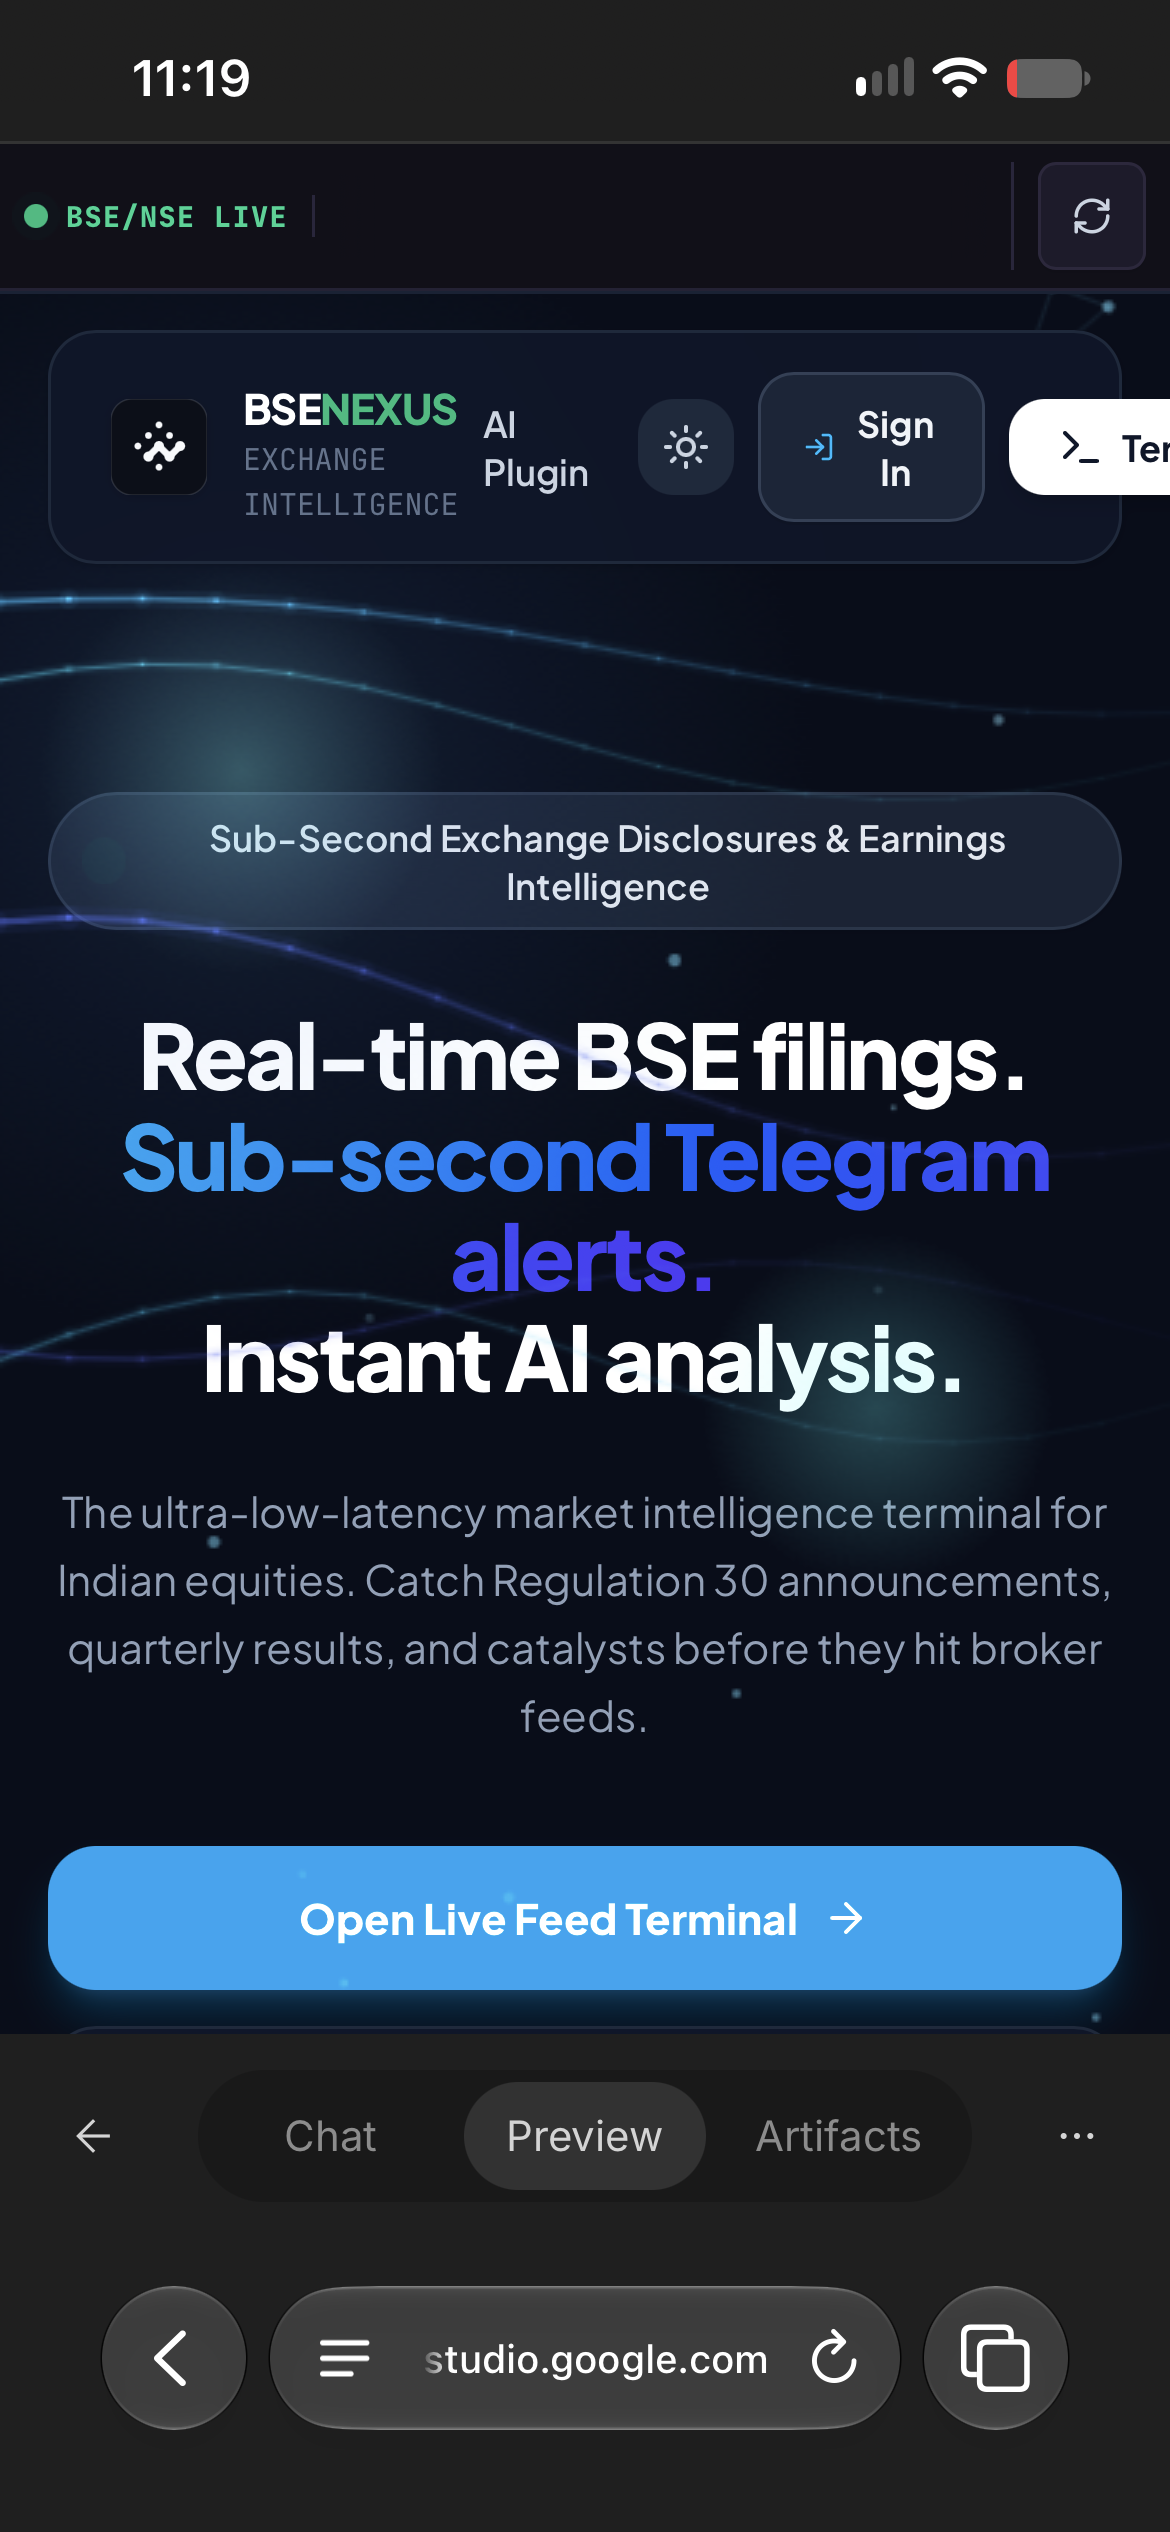 11:19
BSE/NSE LIVE
BSENEXUS
EXCHANGE
INTELLIGENCE
AI
Plugin
Sign
In
Sub-Second Exchange Disclosures & Earnings
Intelligence
Real-time BSE filings.
Sub-second Telegram
alerts.
Instant AI analysis.
The ultra-low-latency market intelligence terminal for
Indian equities. Catch Regulation 30 announcements,
quarterly results, and catalysts before they hit broker
feeds.
Open Live Feed Terminal
Chat
Preview
Artifacts
studio.google.com